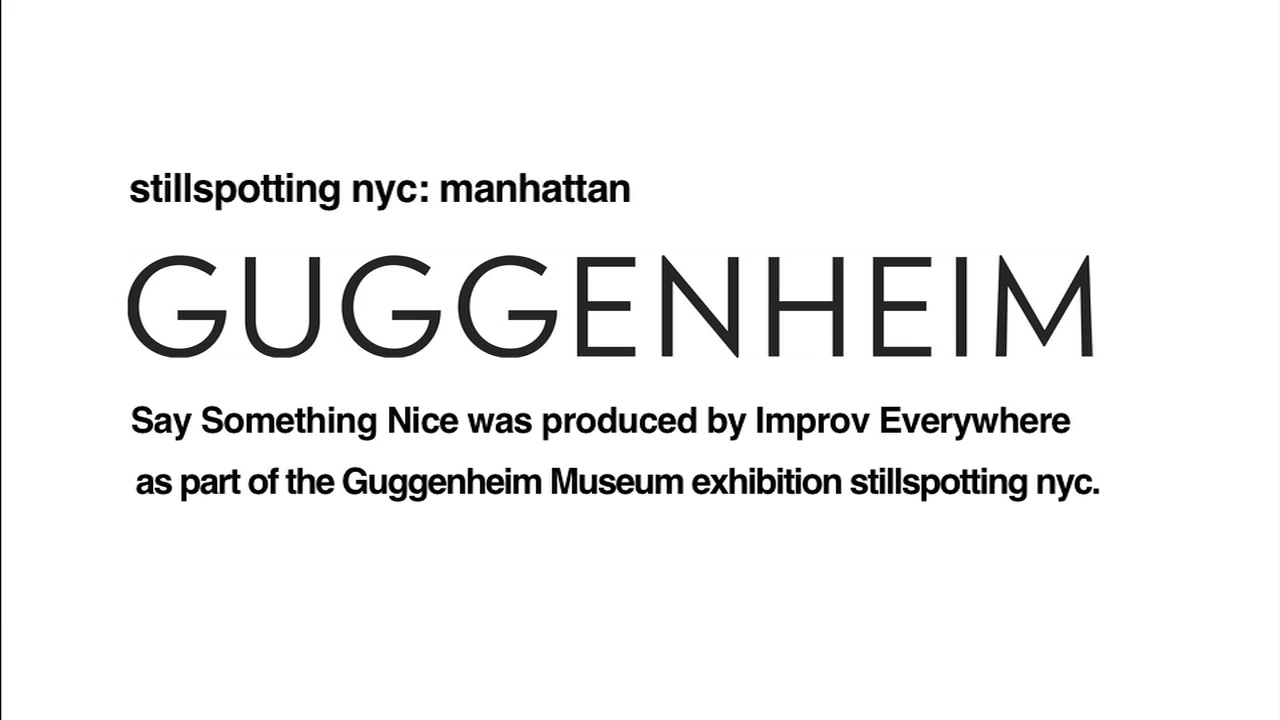 stillspotting nyc: manhattan
GUGGENHEIM
Say Something Nice was produced by Improv Everywhere
as part of the Guggenheim Museum exhibition stillspotting nyc.